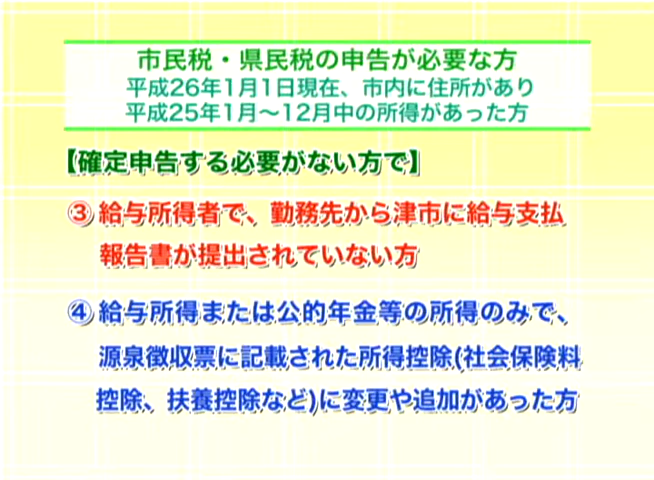 市民税・県民税の申告が必要な方
平成26年1月1日現在、市内に住所があり
平成25年1月～12月中の所得があった方
【確定申告する必要がない方で】
③ 給与所得者で、勤務先から津市に給与支払
報告書が提出されていない方
④ 給与所得または公的年金等の所得のみで、
源泉徴収票に記載された所得控除(社会保険料
控除、扶養控除など)に変更や追加があった方